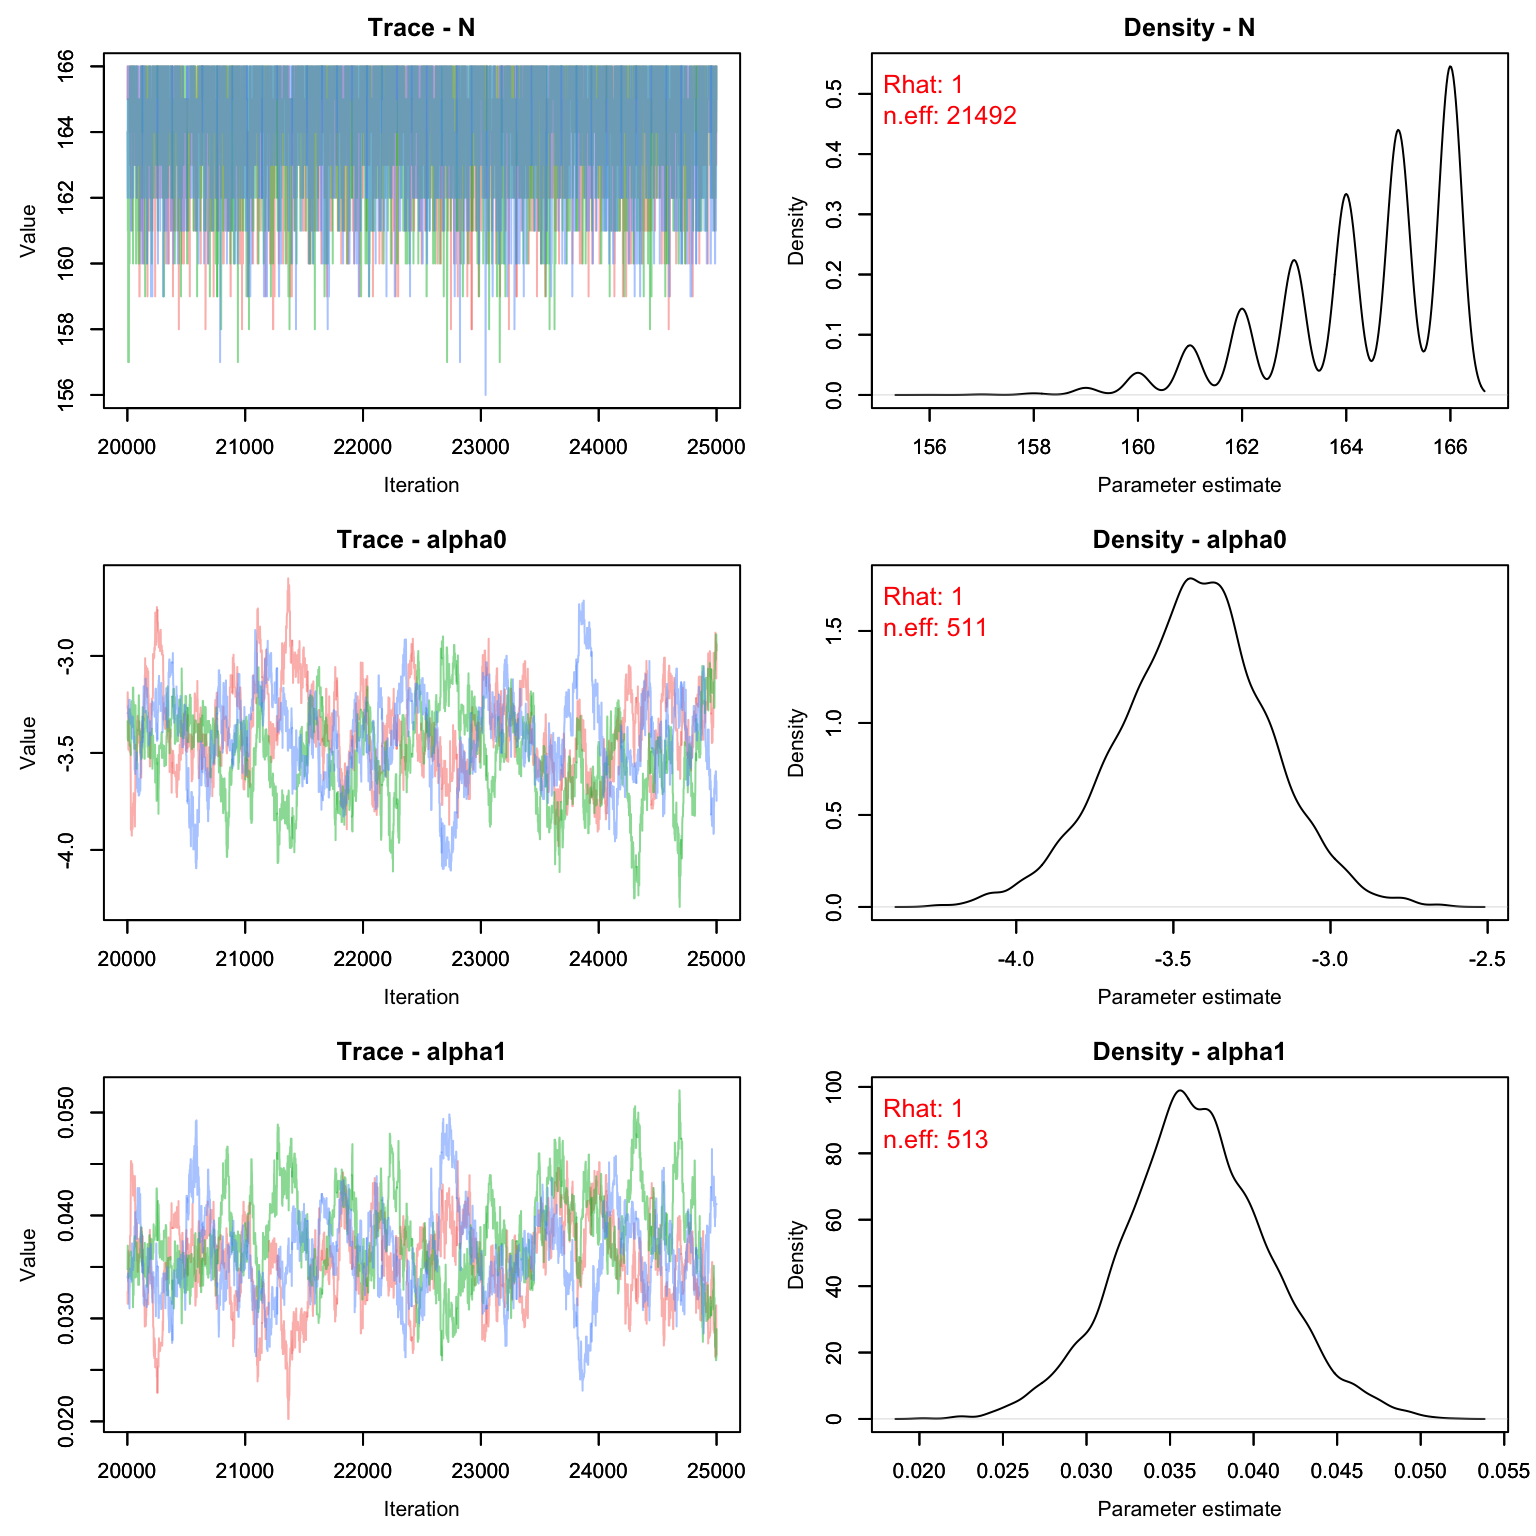 Trace - N
Value
156 158 160 162 164 166
20000 21000 22000 23000 24000 25000
Iteration
Density - N
Rhat: 1
n.eff: 21492
Density
0.0 0.1 0.2 0.3 0.4 0.5
156 158 160 162 164 166
Parameter estimate
Trace - alpha0
Value
-4.0 -3.5 -3.0
20000 21000 22000 23000 24000 25000
Iteration
Density - alpha0
Rhat: 1
n.eff: 511
Density
0.0 0.5 1.0 1.5
-4.0 -3.5 -3.0 -2.5
Parameter estimate
Trace - alpha1
Value
0.020 0.030 0.040 0.050
20000 21000 22000 23000 24000 25000
Iteration
Density - alpha1
Rhat: 1
n.eff: 513
Density
0 20 40 60 80 100
0.020 0.025 0.030 0.035 0.040 0.045 0.050 0.055
Parameter estimate